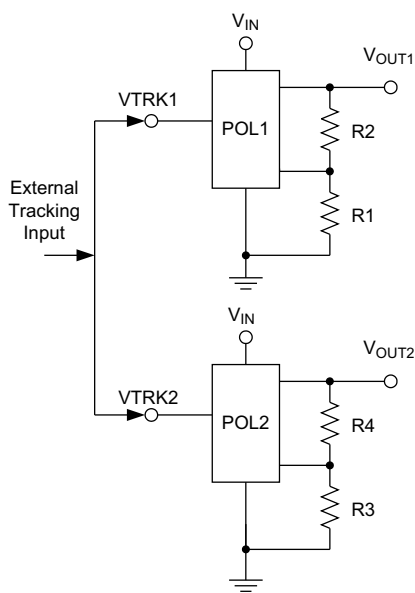 V_IN
V_OUT1
VTRK1
POL1
R2
External
Tracking
Input
R1
V_IN
V_OUT2
VTRK2
POL2
R4
R3